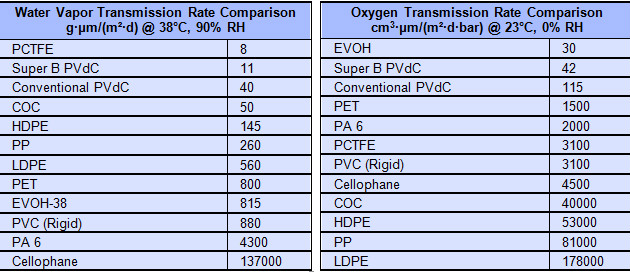 Water Vapor Transmission Rate Comparison
g·µm/(m²·d) @ 38°C, 90% RH
PCTFE 8
Super B PVdC 11
Conventional PVdC 40
COC 50
HDPE 145
PP 260
LDPE 560
PET 800
EVOH-38 815
PVC (Rigid) 880
PA 6 4300
Cellophane 137000
Oxygen Transmission Rate Comparison
cm³·µm/(m²·d·bar) @ 23°C, 0% RH
EVOH 30
Super B PVdC 42
Conventional PVdC 115
PET 1500
PA 6 2000
PCTFE 3100
PVC (Rigid) 3100
Cellophane 4500
COC 40000
HDPE 53000
PP 81000
LDPE 178000